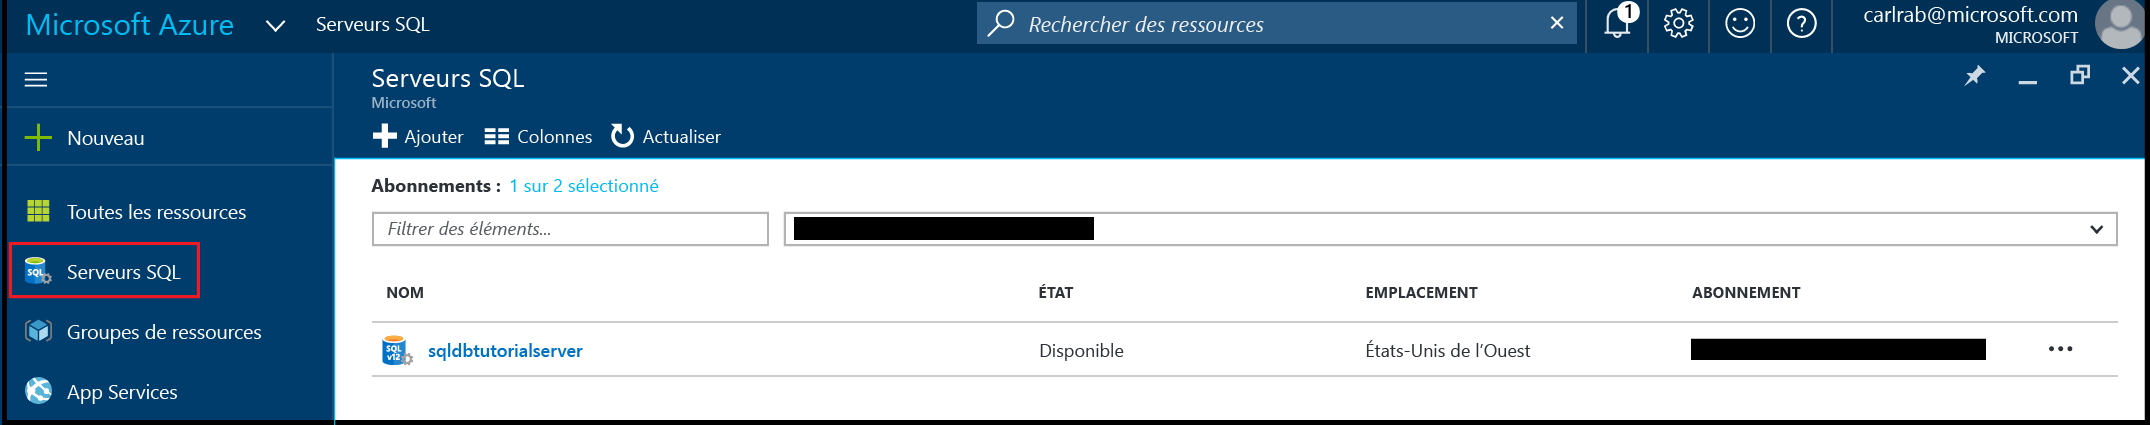 Microsoft Azure Serveurs SQL Rechercher des ressources 1 carlrab@microsoft.com
MICROSOFT
Serveurs SQL
Microsoft
Ajouter Colonnes Actualiser
Nouveau
Toutes les ressources
Serveurs SQL
Groupes de ressources
App Services
Abonnements : 1 sur 2 sélectionné
Filtrer des éléments...
NOM ÉTAT EMPLACEMENT ABONNEMENT
SQL v12 sqldbtutorialserver Disponible États-Unis de l'Ouest